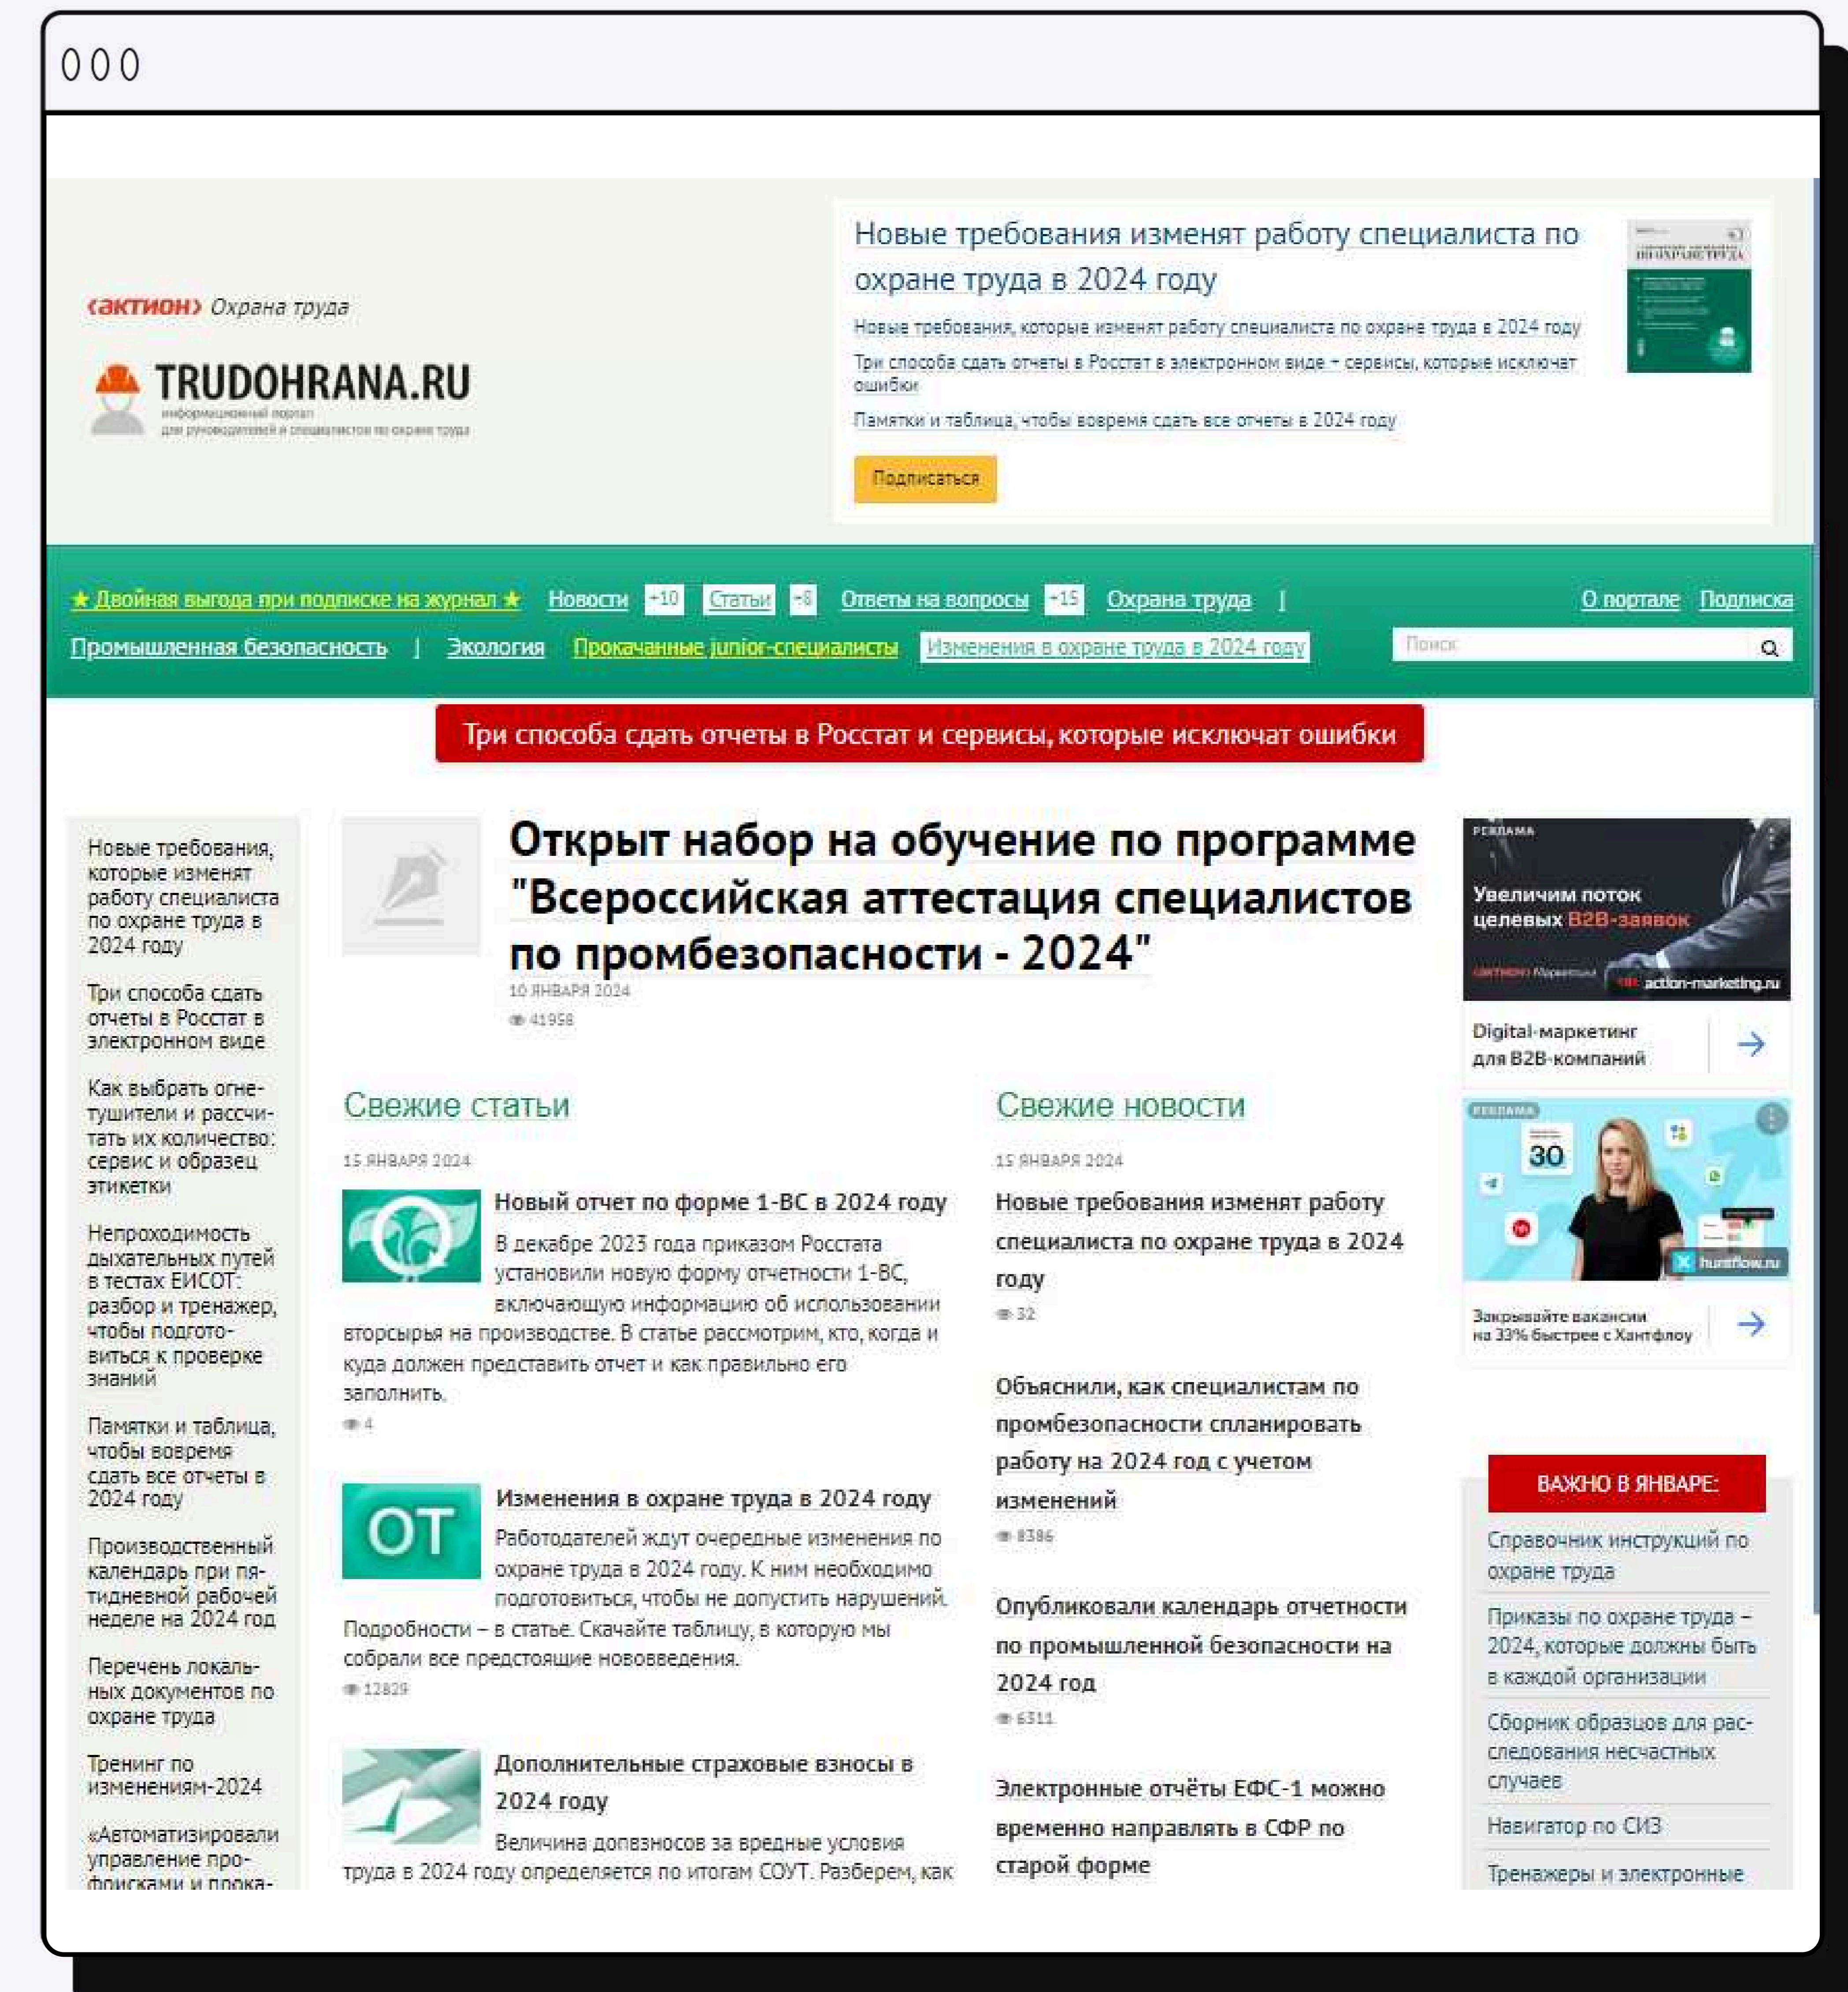 ‹актион› Охрана труда
TRUDOHRANA.RU
информационный портал
для руководителей и специалистов по охране труда
Новые требования изменят работу специалиста по
охране труда в 2024 году
Новые требования, которые изменят работу специалиста по охране труда в 2024 году
Три способа сдать отчеты в Росстат в электронном виде + сервисы, которые исключат
ошибки
Памятки и таблица, чтобы вовремя сдать все отчеты в 2024 году
Подписаться
ПО ОХРАНЕ ТРУДА
★ Двойная выгода при подписке на журнал ★ Новости +10 Статьи +8 Ответы на вопросы +15 Охрана труда |
Промышленная безопасность | Экология Прокачанные junior-специалисты Изменения в охране труда в 2024 году
О портале Подписка
Поиск
Три способа сдать отчеты в Росстат и сервисы, которые исключат ошибки
Новые требования,
которые изменят
работу специалиста
по охране труда в
2024 году
Три способа сдать
отчеты в Росстат в
электронном виде
Как выбрать огне-
тушители и рассчи-
тать их количество:
сервис и образец
этикетки
Непроходимость
дыхательных путей
в тестах ЕИСОТ:
разбор и тренажер,
чтобы подгото-
виться к проверке
знаний
Памятки и таблица,
чтобы вовремя
сдать все отчеты в
2024 году
Производственный
календарь при пя-
тидневной рабочей
неделе на 2024 год
Перечень локаль-
ных документов по
охране труда
Тренинг по
изменениям-2024
«Автоматизировали
управление про-
фрисками и прока-
Открыт набор на обучение по программе
"Всероссийская аттестация специалистов
по промбезопасности - 2024"
10 ЯНВАРЯ 2024
41958
Свежие статьи
15 ЯНВАРЯ 2024
Новый отчет по форме 1-ВС в 2024 году
В декабре 2023 года приказом Росстата
установили новую форму отчетности 1-ВС,
включающую информацию об использовании
вторсырья на производстве. В статье рассмотрим, кто, когда и
куда должен представить отчет и как правильно его
заполнить.
4
ОТ
Изменения в охране труда в 2024 году
Работодателей ждут очередные изменения по
охране труда в 2024 году. К ним необходимо
подготовиться, чтобы не допустить нарушений.
Подробности – в статье. Скачайте таблицу, в которую мы
собрали все предстоящие нововведения.
12829
Дополнительные страховые взносы в
2024 году
Величина допвзносов за вредные условия
труда в 2024 году определяется по итогам СОУТ. Разберем, как
Свежие новости
15 ЯНВАРЯ 2024
Новые требования изменят работу
специалиста по охране труда в 2024
году
32
Объяснили, как специалистам по
промбезопасности спланировать
работу на 2024 год с учетом
изменений
8386
Опубликовали календарь отчетности
по промышленной безопасности на
2024 год
6311
Электронные отчёты ЕФС-1 можно
временно направлять в СФР по
старой форме
РЕКЛАМА
Увеличим поток
целевых B2B-заявок
‹актион› Маркетинг
action-marketing.ru
Digital-маркетинг
для B2B-компаний
РЕКЛАМА
30
hh
huntflow.ru
Закрывайте вакансии
на 33% быстрее с Хантфлоу
ВАЖНО В ЯНВАРЕ:
Справочник инструкций по
охране труда
Приказы по охране труда –
2024, которые должны быть
в каждой организации
Сборник образцов для рас-
следования несчастных
случаев
Навигатор по СИЗ
Тренажеры и электронные